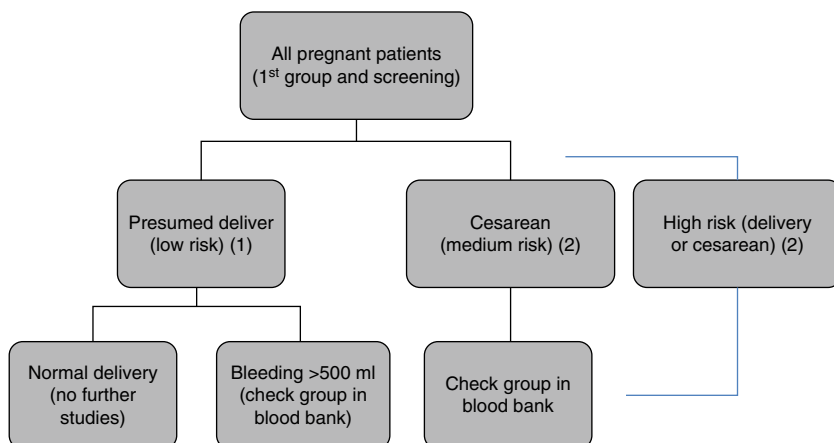 All pregnant patients
(1st group and screening)
Presumed deliver
(low risk) (1)
Cesarean
(medium risk) (2)
High risk (delivery
or cesarean) (2)
Normal delivery
(no further
studies)
Bleeding >500 ml
(check group in
blood bank)
Check group in
blood bank